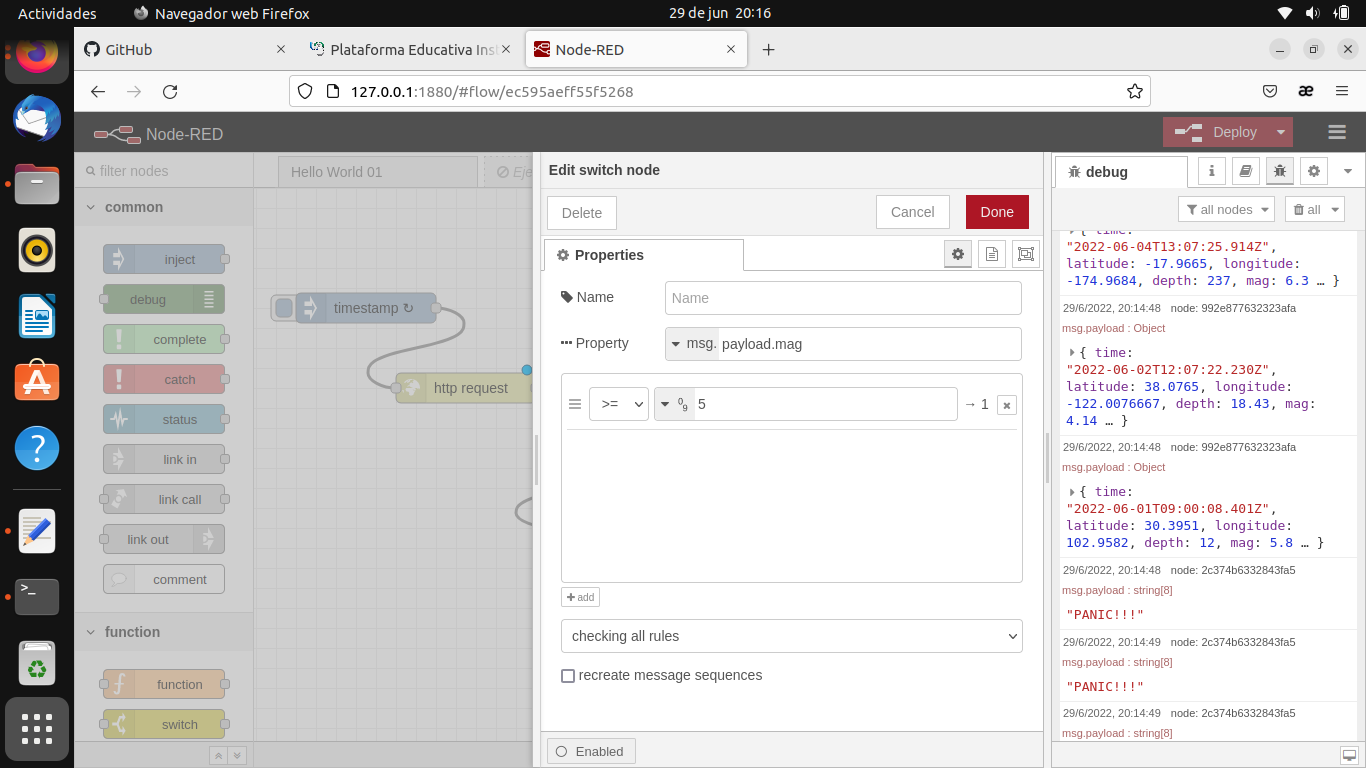 Actividades
Navegador web Firefox
29 de jun 20:16
GitHub
Plataforma Educativa Inst
Node-RED
127.0.0.1:1880/#flow/ec595aeff55f5268
Node-RED
Deploy
filter nodes
common
inject
debug
complete
catch
status
link in
link call
link out
comment
function
function
switch
Hello World 01
Eje
timestamp ↻
http request
Edit switch node
Delete
Cancel
Done
Properties
Name
Name
Property
msg. payload.mag
>=
5
→ 1
add
checking all rules
recreate message sequences
Enabled
debug
all nodes
all
{ time:
"2022-06-04T13:07:25.914Z",
latitude: -17.9665, longitude:
-174.9684, depth: 237, mag: 6.3 … }
29/6/2022, 20:14:48 node: 992e877632323afa
msg.payload : Object
{ time:
"2022-06-02T12:07:22.230Z",
latitude: 38.0765, longitude:
-122.0076667, depth: 18.43, mag:
4.14 … }
29/6/2022, 20:14:48 node: 992e877632323afa
msg.payload : Object
{ time:
"2022-06-01T09:00:08.401Z",
latitude: 30.3951, longitude:
102.9582, depth: 12, mag: 5.8 … }
29/6/2022, 20:14:48 node: 2c374b6332843fa5
msg.payload : string[8]
"PANIC!!!"
29/6/2022, 20:14:49 node: 2c374b6332843fa5
msg.payload : string[8]
"PANIC!!!"
29/6/2022, 20:14:49 node: 2c374b6332843fa5
msg.payload : string[8]